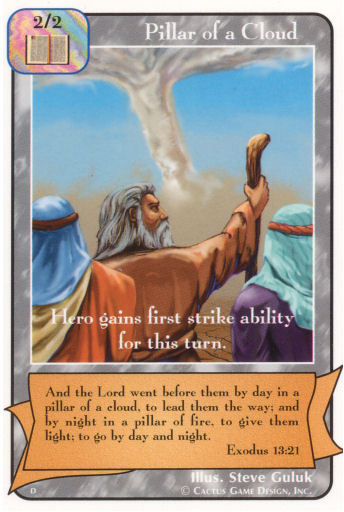 2/2
Pillar of a Cloud
Hero gains first strike ability
for this turn.
And the Lord went before them by day in a
pillar of a cloud, to lead them the way; and
by night in a pillar of fire, to give them
light; to go by day and night.
Exodus 13:21
Illus. Steve Guluk
D
© Cactus Game Design, Inc.